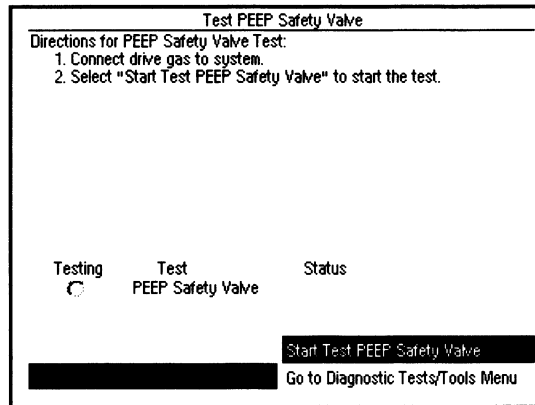 Test PEEP Safety Valve
Directions for PEEP Safety Valve Test:
1. Connect drive gas to system.
2. Select "Start Test PEEP Safety Valve" to start the test.
Testing Test Status
PEEP Safety Valve
Start Test PEEP Safety Valve
Go to Diagnostic Tests/Tools Menu